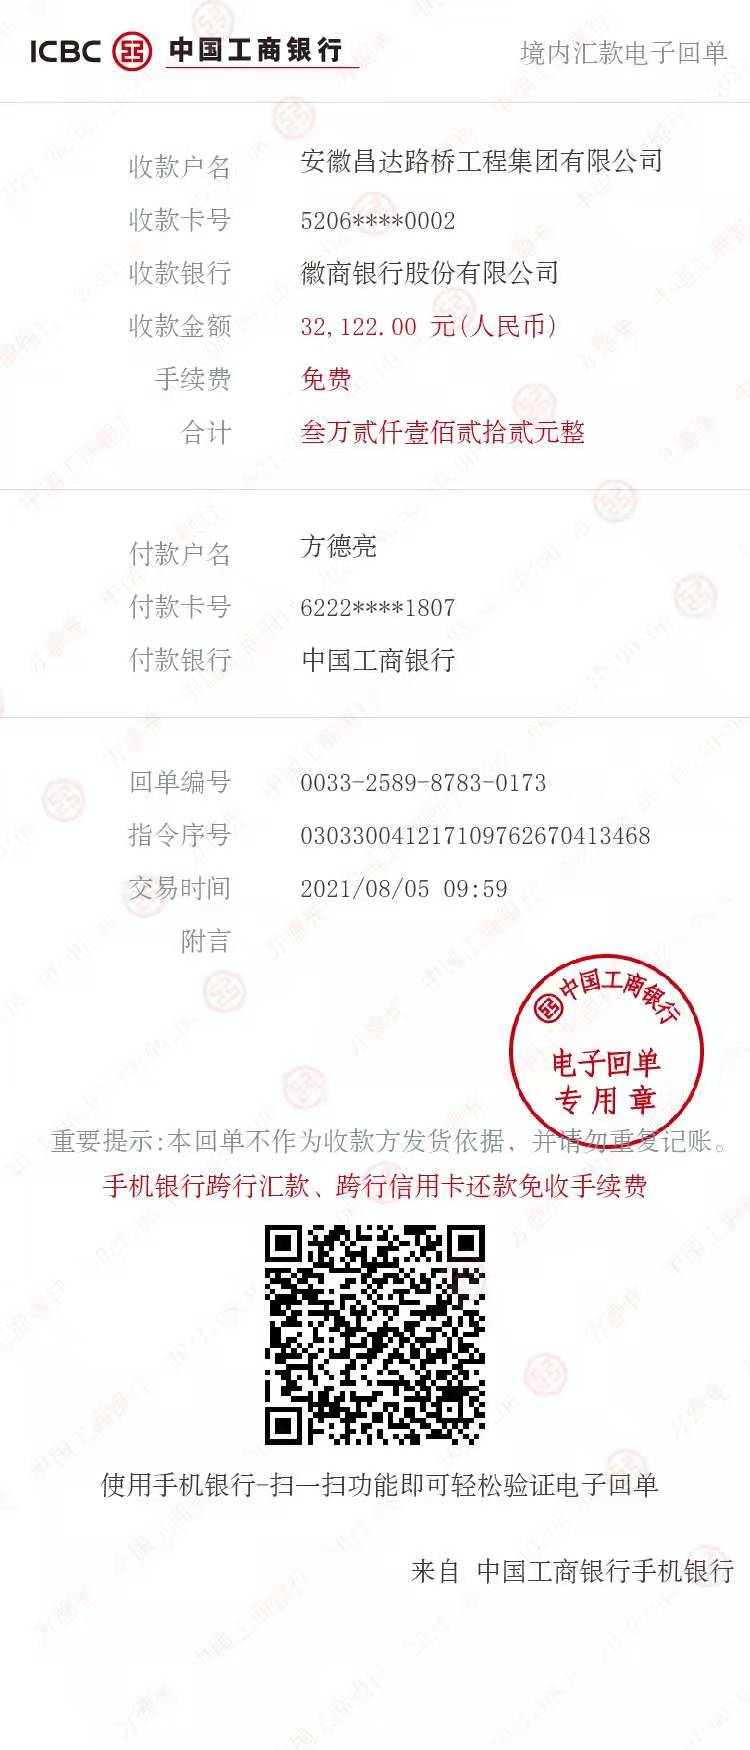 ICBC 中国工商银行 境内汇款电子回单
收款户名 安徽昌达路桥工程集团有限公司
收款卡号 5206****0002
收款银行 徽商银行股份有限公司
收款金额 32,122.00 元(人民币)
手续费 免费
合计 叁万贰仟壹佰贰拾贰元整
付款户名 方德亮
付款卡号 6222****1807
付款银行 中国工商银行
回单编号 0033-2589-8783-0173
指令序号 03033004121710976267041​3468
交易时间 2021/08/05 09:59
附言
中国工商银行
电子回单
专用章
重要提示:本回单不作为收款方发货依据，并请勿重复记账。
手机银行跨行汇款、跨行信用卡还款免收手续费
使用手机银行-扫一扫功能即可轻松验证电子回单
来自 中国工商银行手机银行